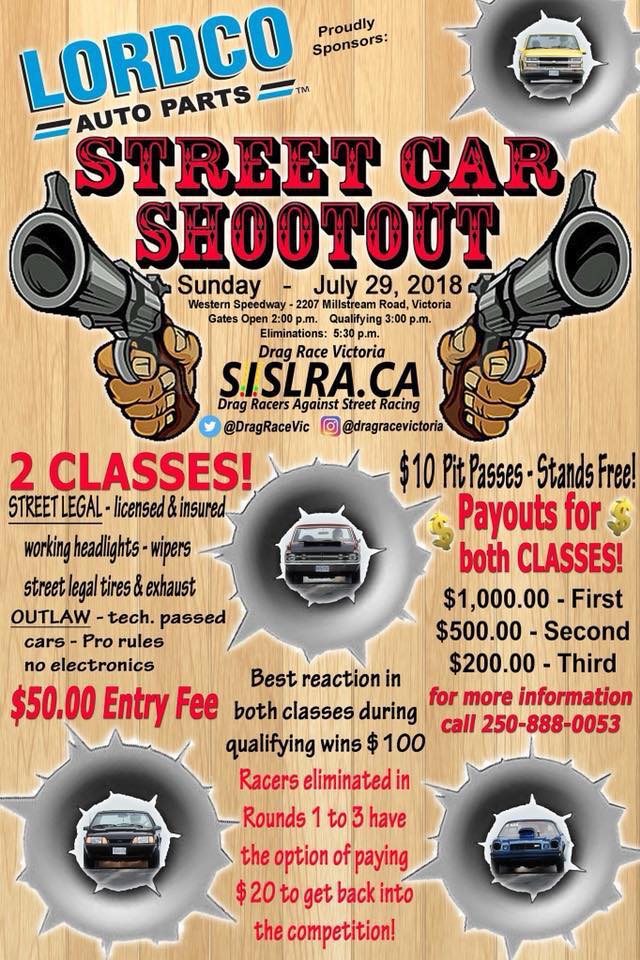 LORDCO
AUTO PARTS ™
Proudly
Sponsors:
STREET CAR
SHOOTOUT
Sunday - July 29, 2018
Western Speedway - 2207 Millstream Road, Victoria
Gates Open 2:00 p.m. Qualifying 3:00 p.m.
Eliminations: 5:30 p.m.
Drag Race Victoria
S.I.SLRA.CA
Drag Racers Against Street Racing
@DragRaceVic @dragracevictoria
2 CLASSES!
STREET LEGAL - licensed & insured
working headlights - wipers
street legal tires & exhaust
OUTLAW - tech. passed
cars - Pro rules
no electronics
$50.00 Entry Fee
$10 Pit Passes - Stands Free!
Payouts for
both CLASSES!
$1,000.00 - First
$500.00 - Second
$200.00 - Third
for more information
call 250-888-0053
Best reaction in
both classes during
qualifying wins $100
Racers eliminated in
Rounds 1 to 3 have
the option of paying
$20 to get back into
the competition!